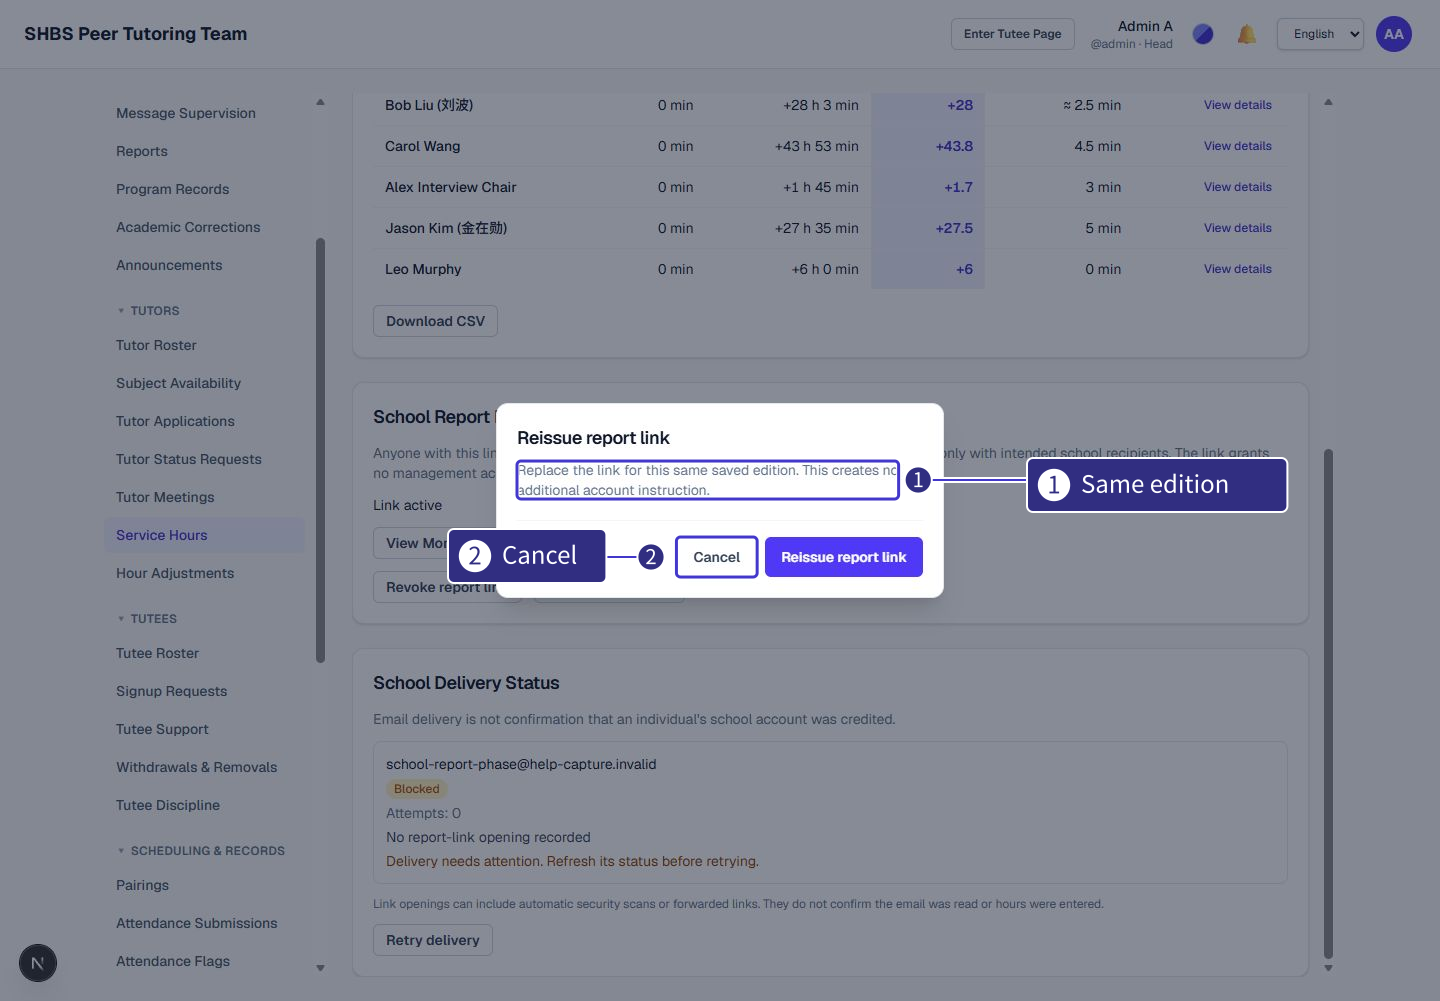 SHBS Peer Tutoring Team
Enter Tutee Page
Admin A
@admin · Head
English
AA
Message Supervision
Reports
Program Records
Academic Corrections
Announcements
TUTORS
Tutor Roster
Subject Availability
Tutor Applications
Tutor Status Requests
Tutor Meetings
Service Hours
Hour Adjustments
TUTEES
Tutee Roster
Signup Requests
Tutee Support
Withdrawals & Removals
Tutee Discipline
SCHEDULING & RECORDS
Pairings
Attendance Submissions
Attendance Flags
N
Bob Liu (刘波) 0 min +28 h 3 min +28 ≈ 2.5 min View details
Carol Wang 0 min +43 h 53 min +43.8 4.5 min View details
Alex Interview Chair 0 min +1 h 45 min +1.7 3 min View details
Jason Kim (金在勋) 0 min +27 h 35 min +27.5 5 min View details
Leo Murphy 0 min +6 h 0 min +6 0 min View details
Download CSV
School Report
Anyone with this only with intended school recipients. The link grants
no management
Link active
View
Revoke report
Reissue report link
Replace the link for this same saved edition. This creates no
additional account instruction.
1
1 Same edition
2 Cancel
2
Cancel
Reissue report link
School Delivery Status
Email delivery is not confirmation that an individual's school account was credited.
school-report-phase@help-capture.invalid
Blocked
Attempts: 0
No report-link opening recorded
Delivery needs attention. Refresh its status before retrying.
Link openings can include automatic security scans or forwarded links. They do not confirm the email was read or hours were entered.
Retry delivery